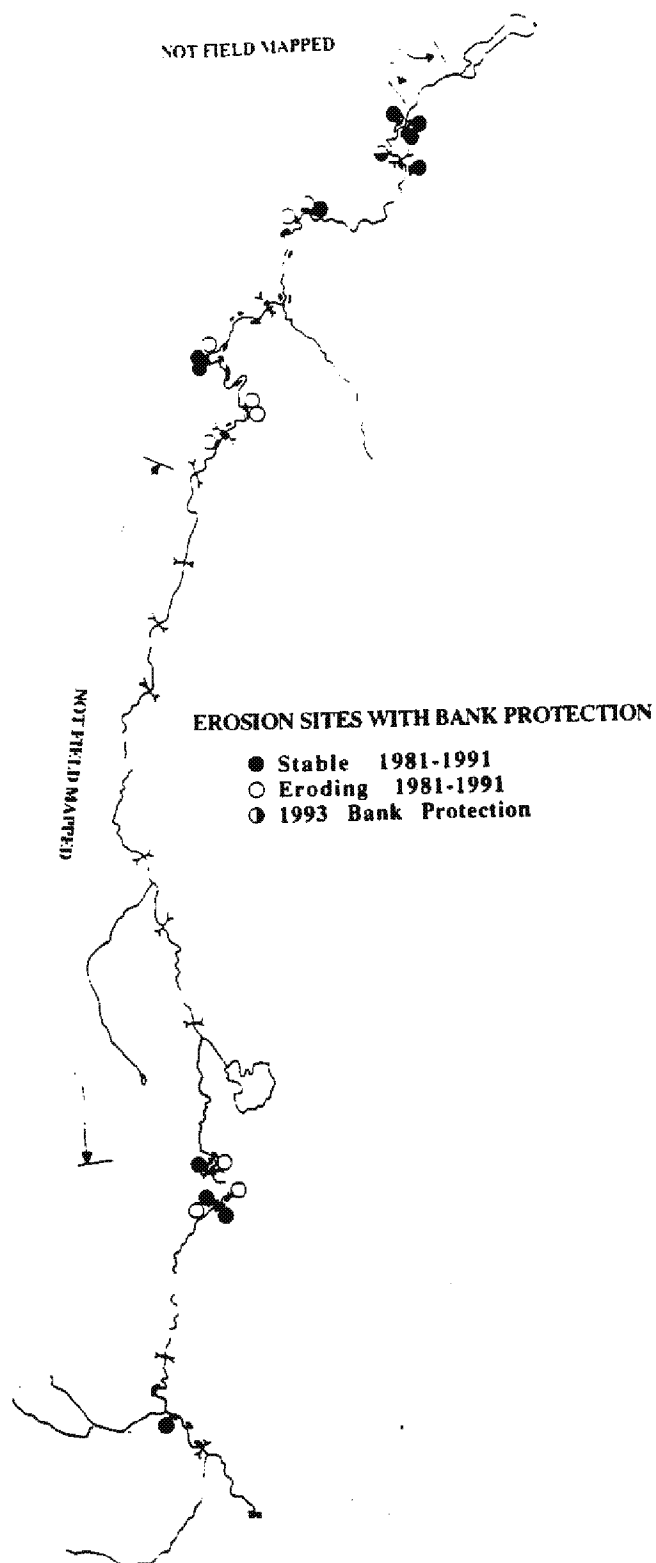 NOT FIELD MAPPED
NOT FIELD MAPPED
EROSION SITES WITH BANK PROTECTION
Stable 1981-1991
Eroding 1981-1991
1993 Bank Protection